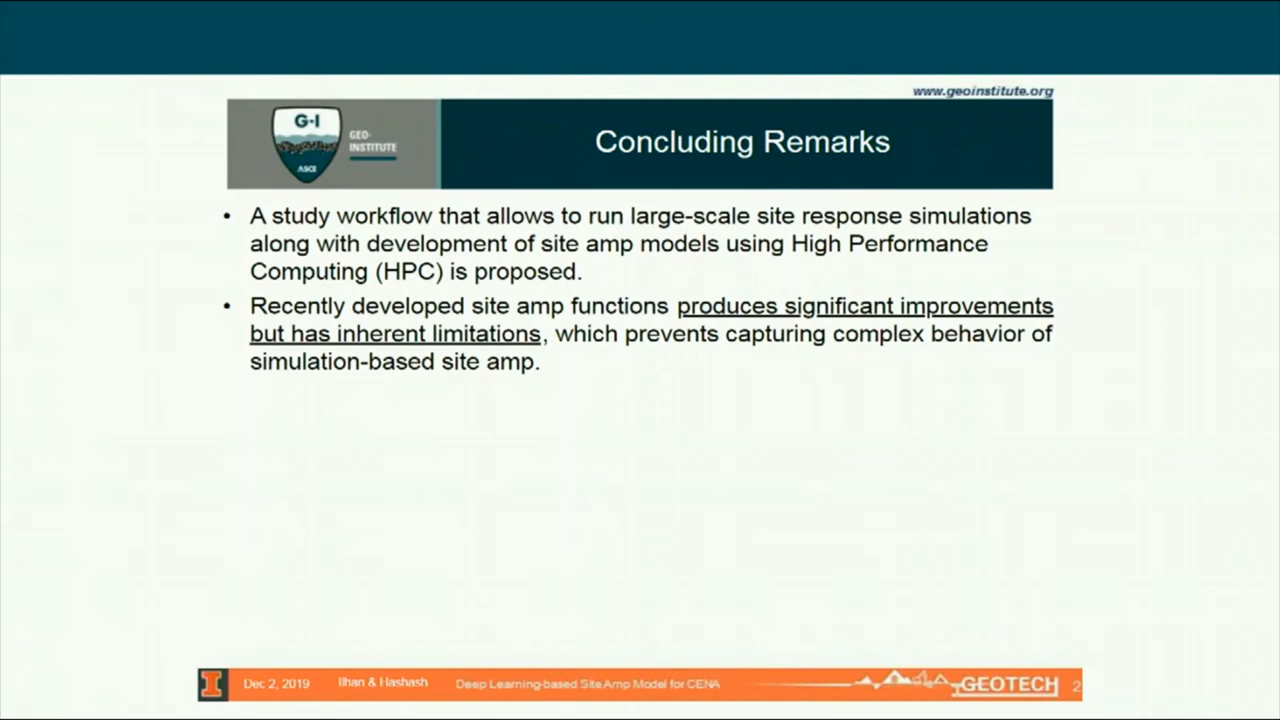 www.geoinstitute.org
G-I
GEO-
INSTITUTE
ASCE
Concluding Remarks
• A study workflow that allows to run large-scale site response simulations
along with development of site amp models using High Performance
Computing (HPC) is proposed.
• Recently developed site amp functions produces significant improvements
but has inherent limitations, which prevents capturing complex behavior of
simulation-based site amp.
I
Dec 2, 2019
Ilhan & Hashash
Deep Learning-based Site Amp Model for CENA
GEOTECH
2